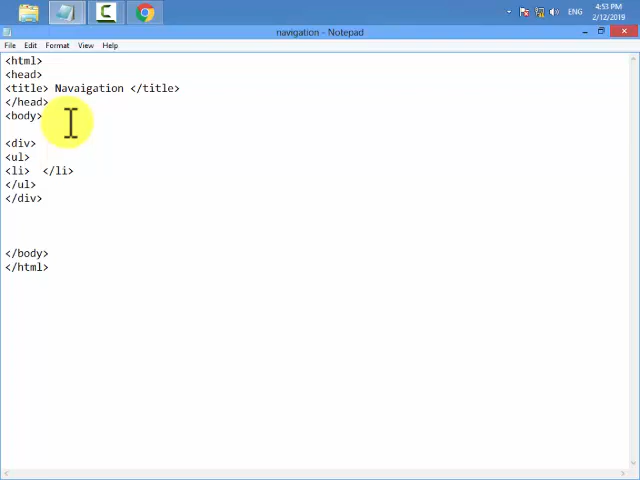 4:53 PM
ENG
2/12/2019
navigation - Notepad
File Edit Format View Help
<html>
<head>
<title> Navaigation </title>
</head>
<body>
<div>
<ul>
<li>  </li>
</ul>
</div>
</body>
</html>